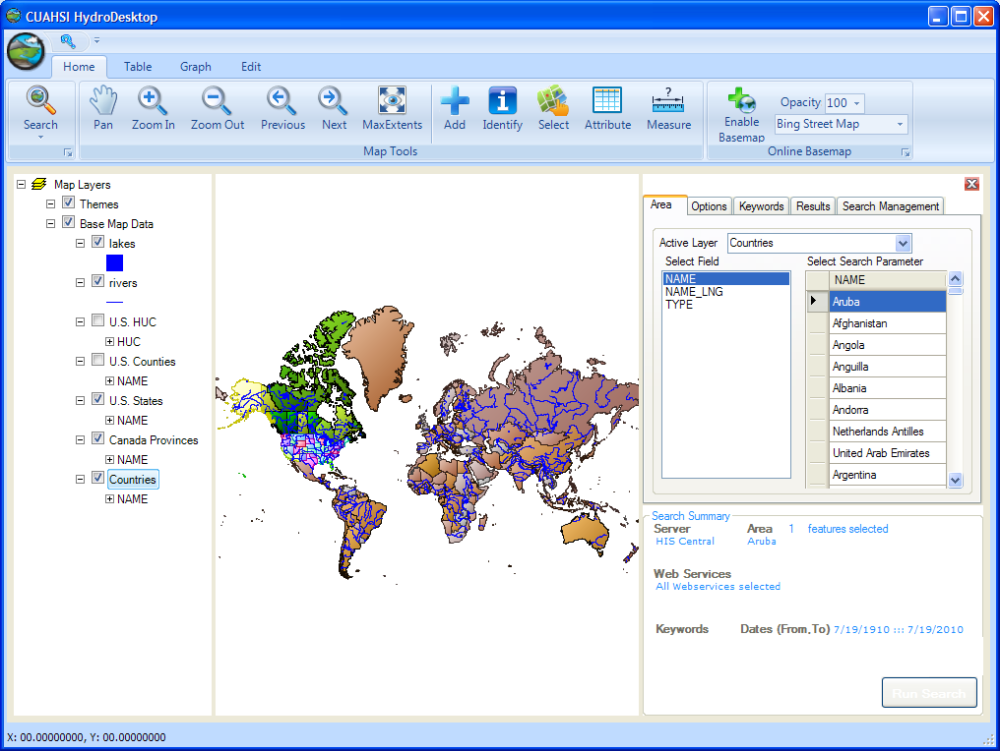 CUAHSI HydroDesktop
Home Table Graph Edit
Search
Pan Zoom In Zoom Out Previous Next MaxExtents
Add Identify Select Attribute Measure
Map Tools
Enable Basemap
Opacity 100
Bing Street Map
Online Basemap
Map Layers
Themes
Base Map Data
lakes
rivers
U.S. HUC
HUC
U.S. Counties
NAME
U.S. States
NAME
Canada Provinces
NAME
Countries
NAME
Area Options Keywords Results Search Management
Active Layer Countries
Select Field
NAME
NAME_LNG
TYPE
Select Search Parameter
NAME
Aruba
Afghanistan
Angola
Anguilla
Albania
Andorra
Netherlands Antilles
United Arab Emirates
Argentina
Search Summary
Server Area 1 features selected
HIS Central Aruba
Web Services
All Webservices selected
Keywords Dates (From,To) 7/19/1910 ::: 7/19/2010
Run Search
X: 00.00000000, Y: 00.00000000